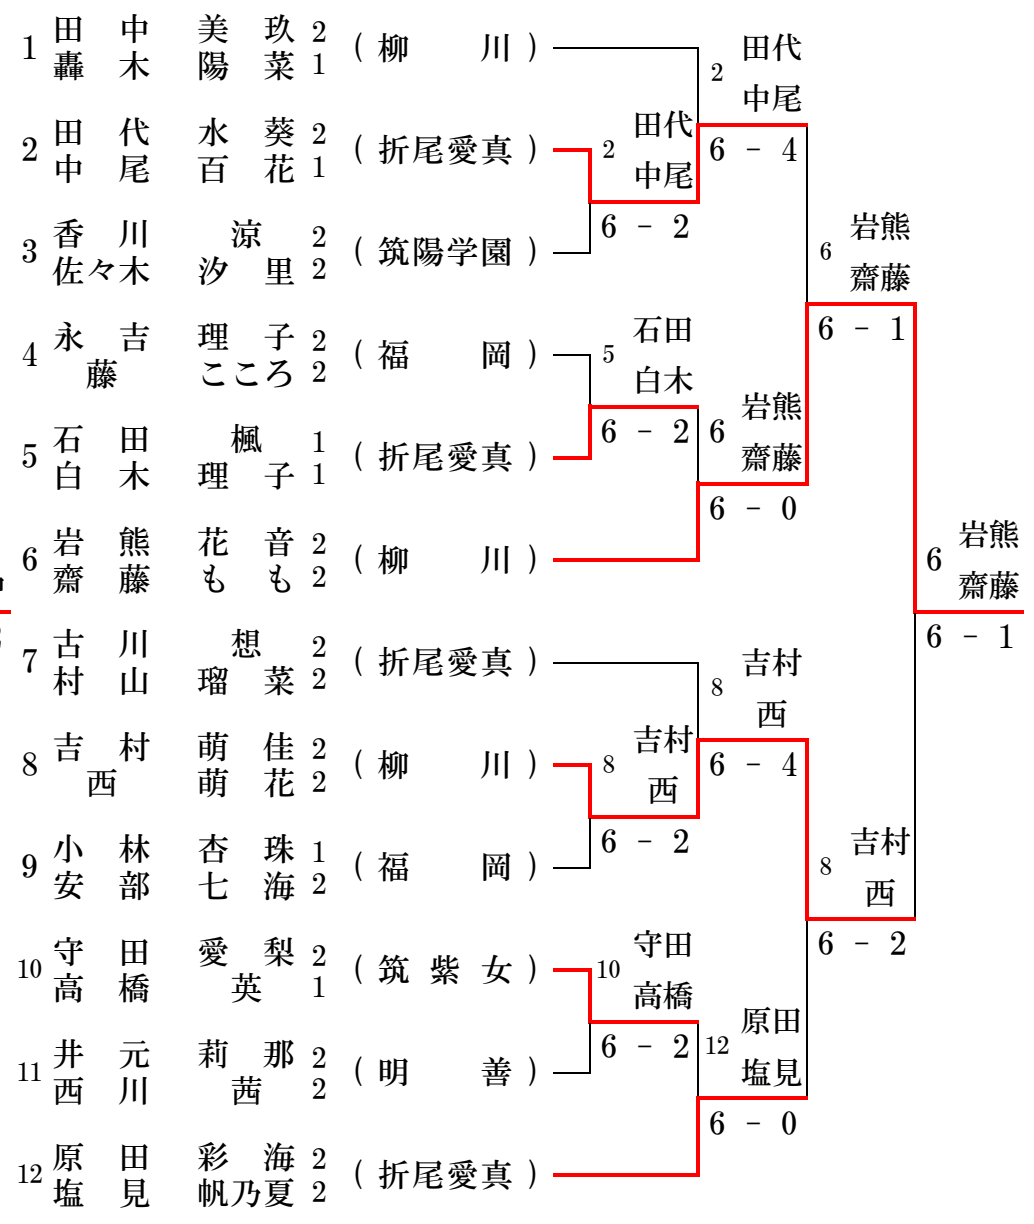 1 田中 美玖 2 (柳川)
轟木 陽菜 1
2 田代 水葵 2 (折尾愛真)
中尾 百花 1
3 香川 涼 2 (筑陽学園)
佐々木 汐里 2
4 永吉 理子 2 (福岡)
藤 こころ 2
5 石田 楓 1 (折尾愛真)
白木 理子 1
6 岩熊 花音 2 (柳川)
齋藤 もも 2
7 古川 想 2 (折尾愛真)
村山 瑠菜 2
8 吉村 萌佳 2 (柳川)
西 萌花 2
9 小林 杏珠 1 (福岡)
安部 七海 2
10 守田 愛梨 2 (筑紫女)
高橋 英 1
11 井元 莉那 2 (明善)
西川 茜 2
12 原田 彩海 2 (折尾愛真)
塩見 帆乃夏 2
2 田代
中尾
6 - 2
5 石田
白木
6 - 2
8 吉村
西
6 - 2
10 守田
高橋
6 - 2
2 田代
中尾
6 - 4
6 岩熊
齋藤
6 - 0
8 吉村
西
6 - 4
12 原田
塩見
6 - 0
6 岩熊
齋藤
6 - 1
8 吉村
西
6 - 2
6 岩熊
齋藤
6 - 1